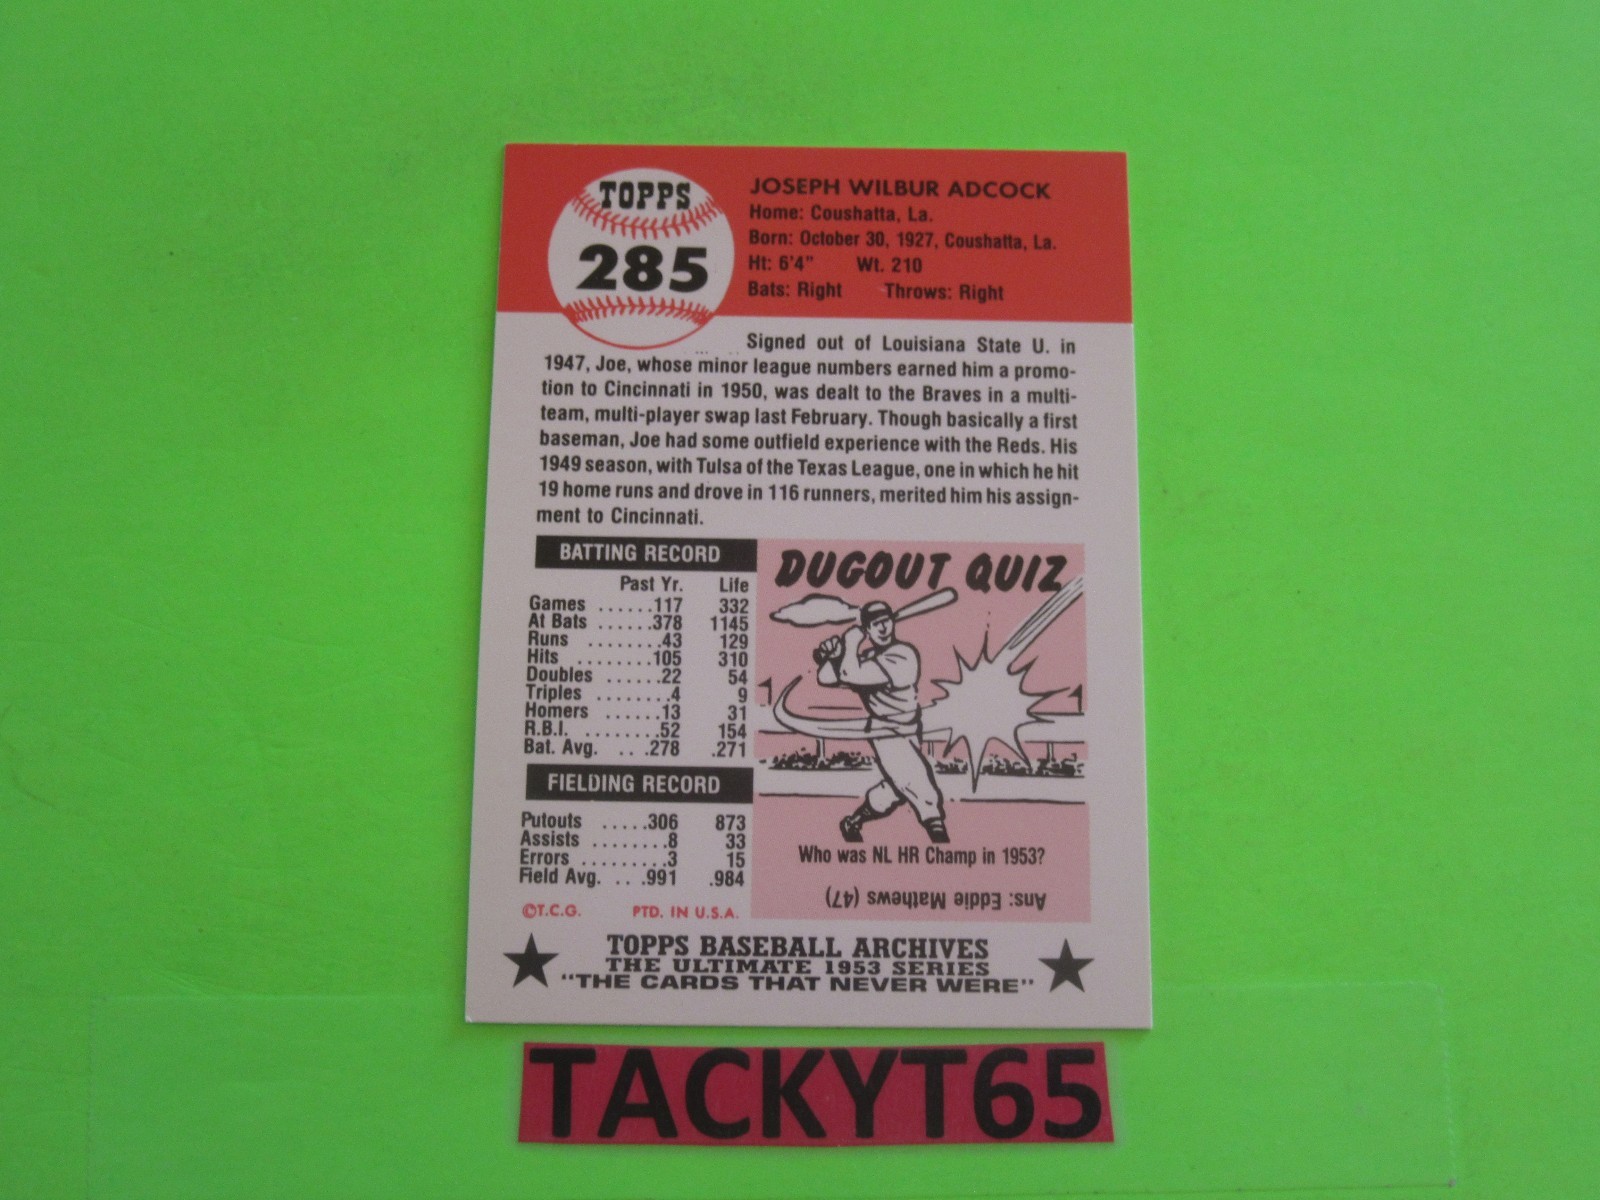 TOPPS
285
JOSEPH WILBUR ADCOCK
Home: Coushatta, La.
Born: October 30, 1927, Coushatta, La.
Ht: 6'4" Wt. 210
Bats: Right Throws: Right
Signed out of Louisiana State U. in
1947, Joe, whose minor league numbers earned him a promo-
tion to Cincinnati in 1950, was dealt to the Braves in a multi-
team, multi-player swap last February. Though basically a first
baseman, Joe had some outfield experience with the Reds. His
1949 season, with Tulsa of the Texas League, one in which he hit
19 home runs and drove in 116 runners, merited him his assign-
ment to Cincinnati.
BATTING RECORD
Past Yr. Life
Games ......117 332
At Bats ......378 1145
Runs ........43 129
Hits ........105 310
Doubles ......22 54
Triples ........4 9
Homers ......13 31
R.B.I. ........52 154
Bat. Avg. ... .278 .271
FIELDING RECORD
Putouts .....306 873
Assists ........8 33
Errors .........3 15
Field Avg. ... .991 .984
©T.C.G. PTD. IN U.S.A.
DUGOUT QUIZ
Who was NL HR Champ in 1953?
Ans: Eddie Mathews (47)
TOPPS BASEBALL ARCHIVES
THE ULTIMATE 1953 SERIES
"THE CARDS THAT NEVER WERE"
TACKYT65